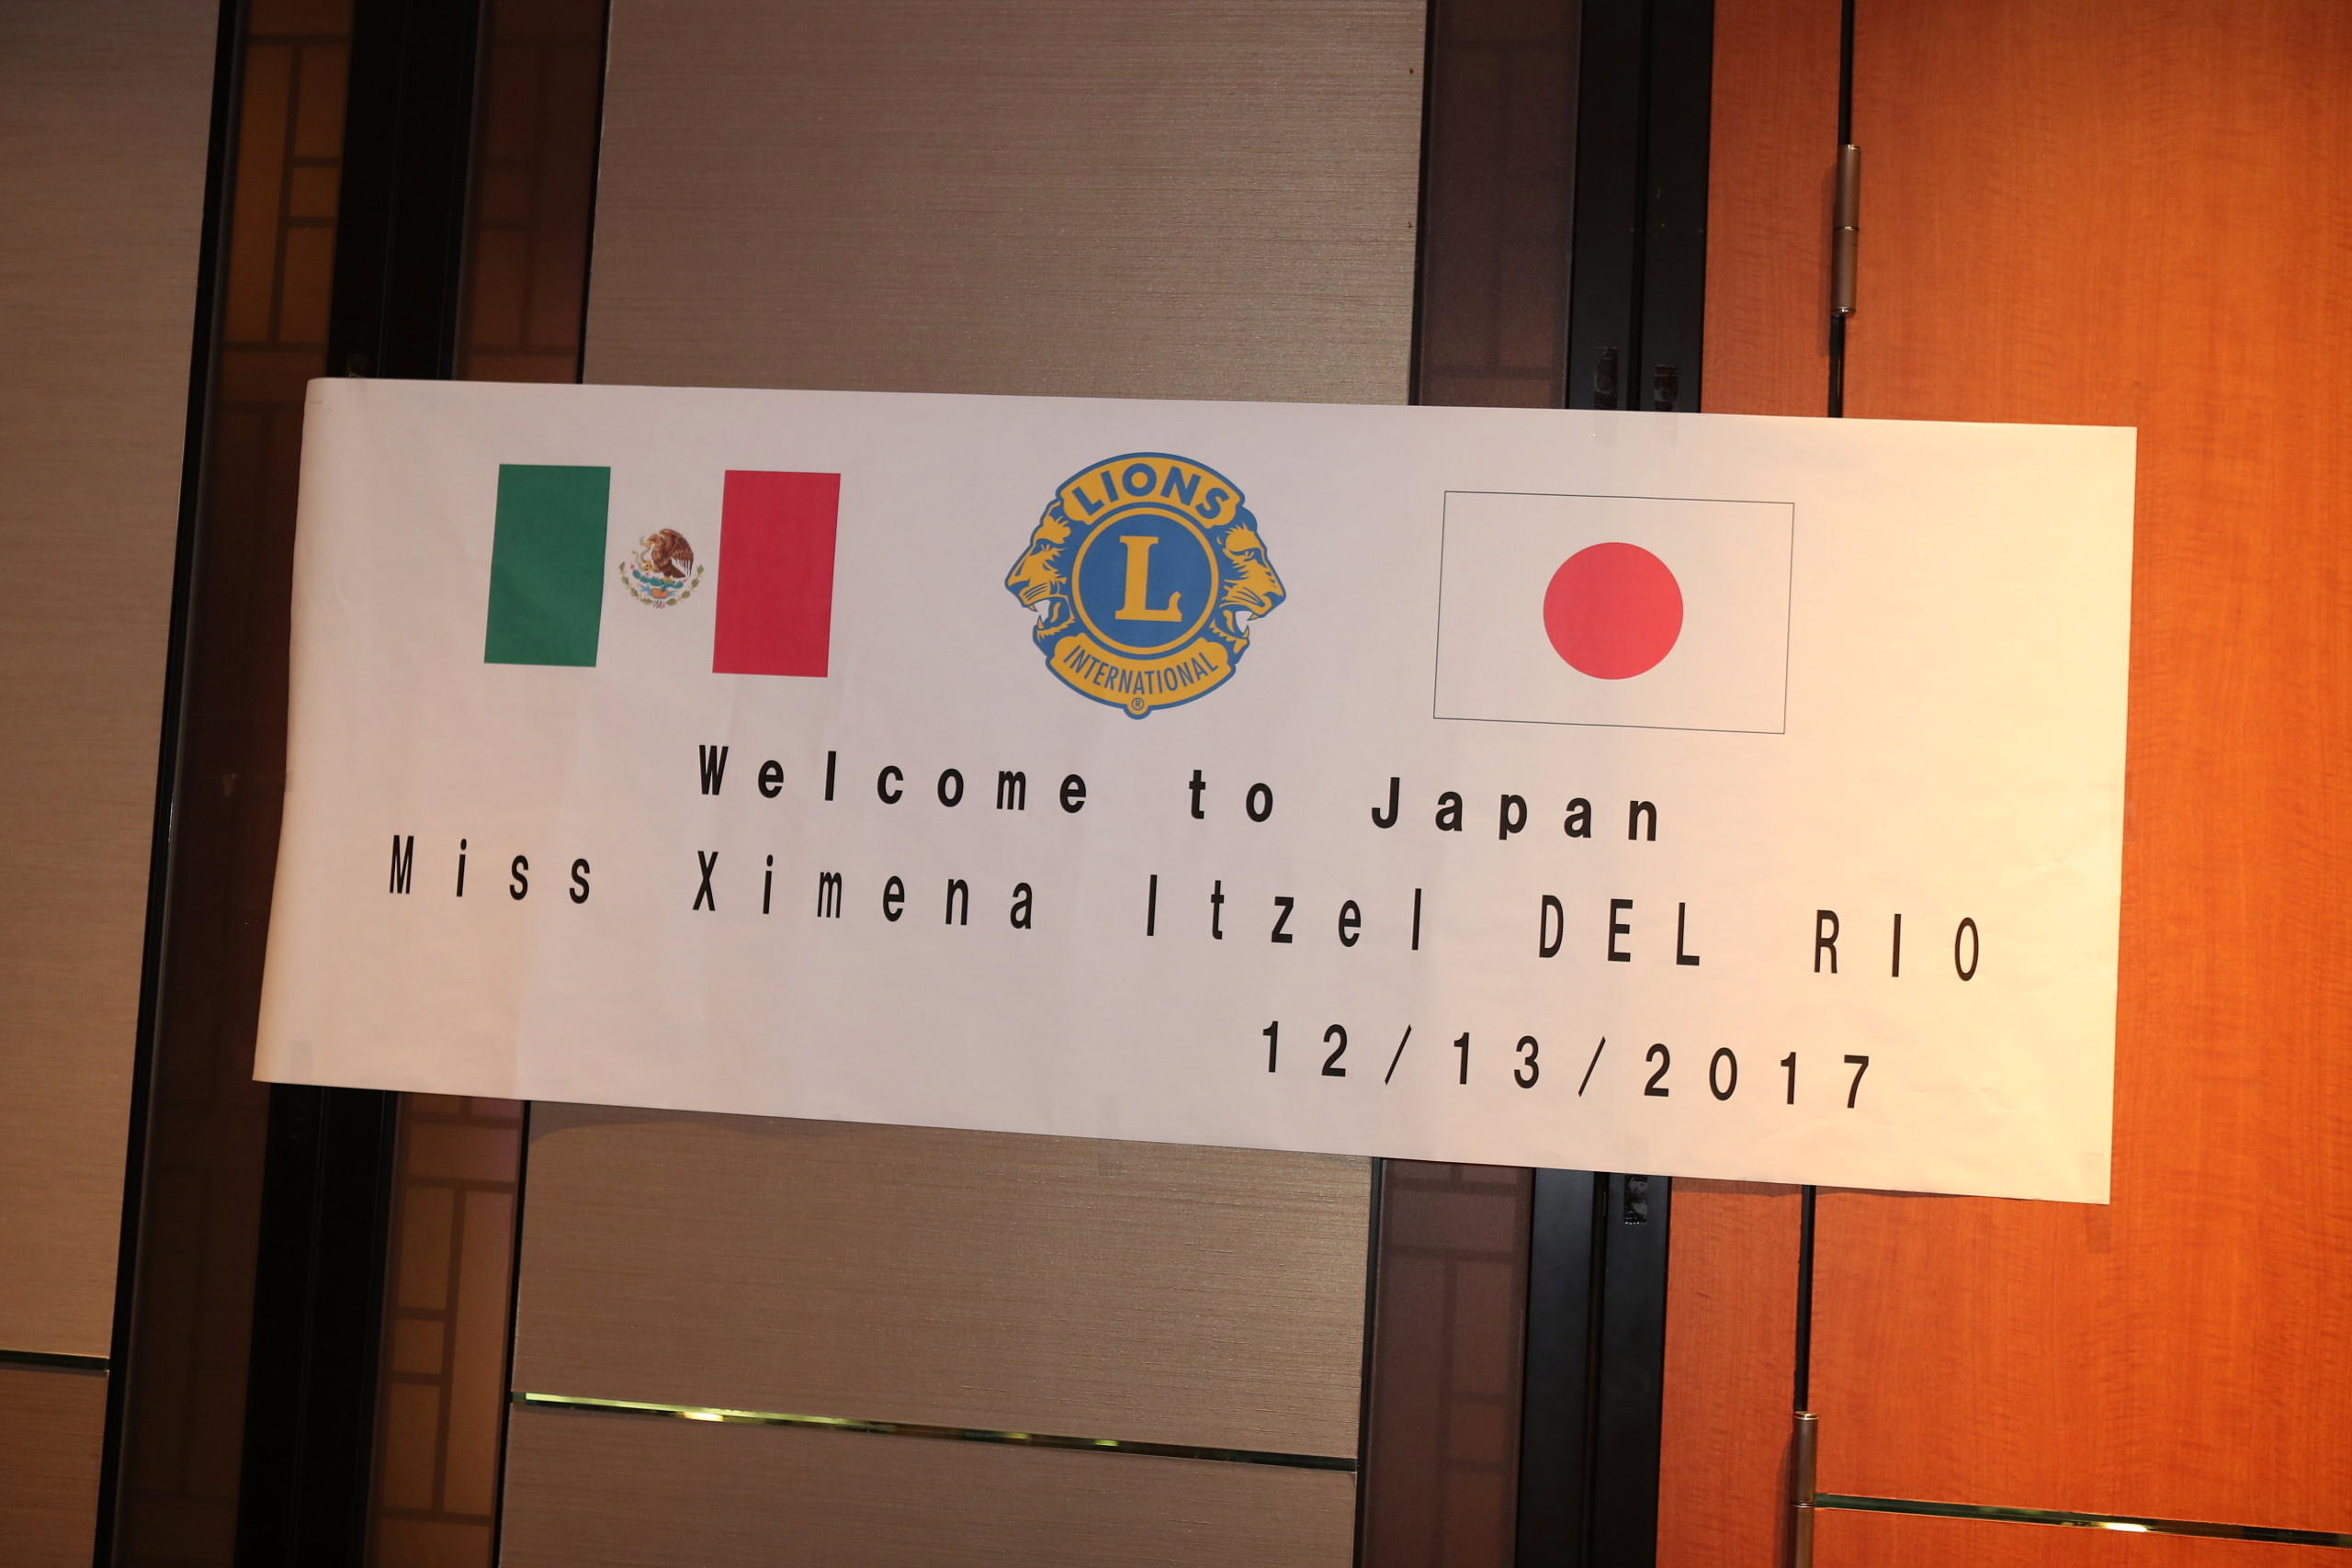 LIONS
L
INTERNATIONAL
®
Welcome to Japan
Miss Ximena Itzel DEL RIO
12/13/2017